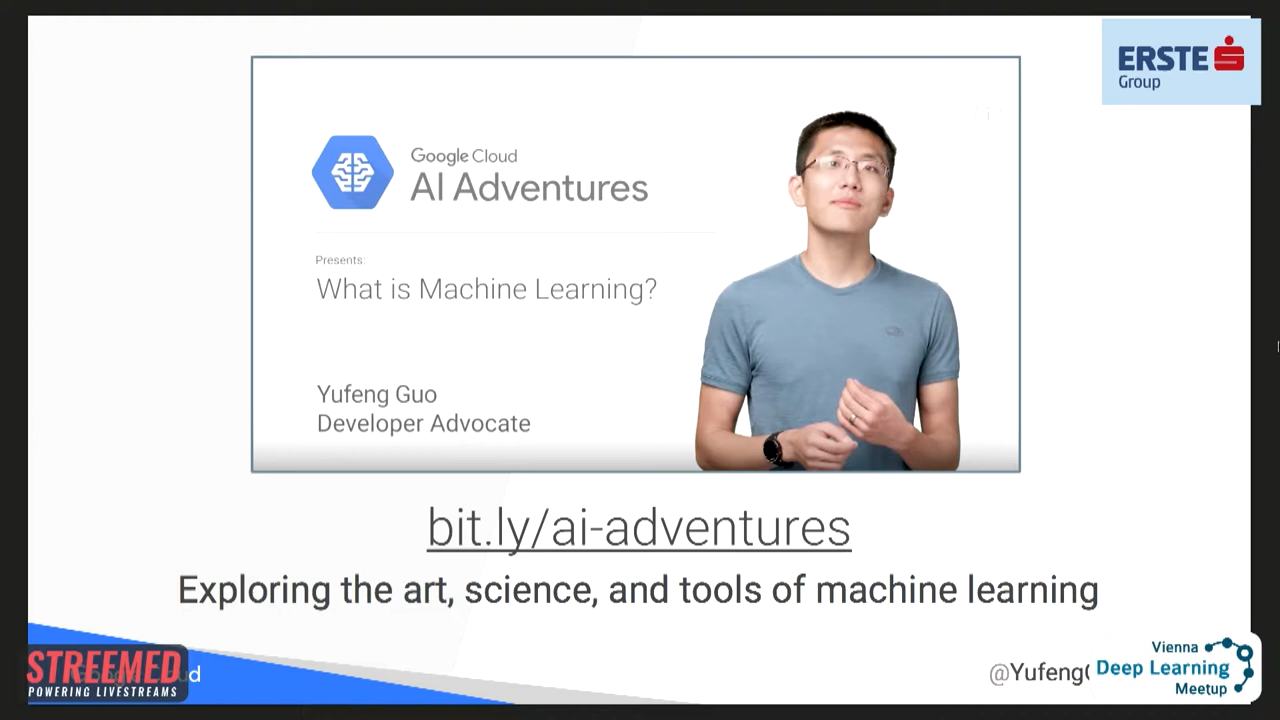 ERSTE
Group
Google Cloud
AI Adventures
Presents:
What is Machine Learning?
Yufeng Guo
Developer Advocate
bit.ly/ai-adventures
Exploring the art, science, and tools of machine learning
STREEMED
POWERING LIVESTREAMS
@Yufeng
Vienna
Deep Learning
Meetup